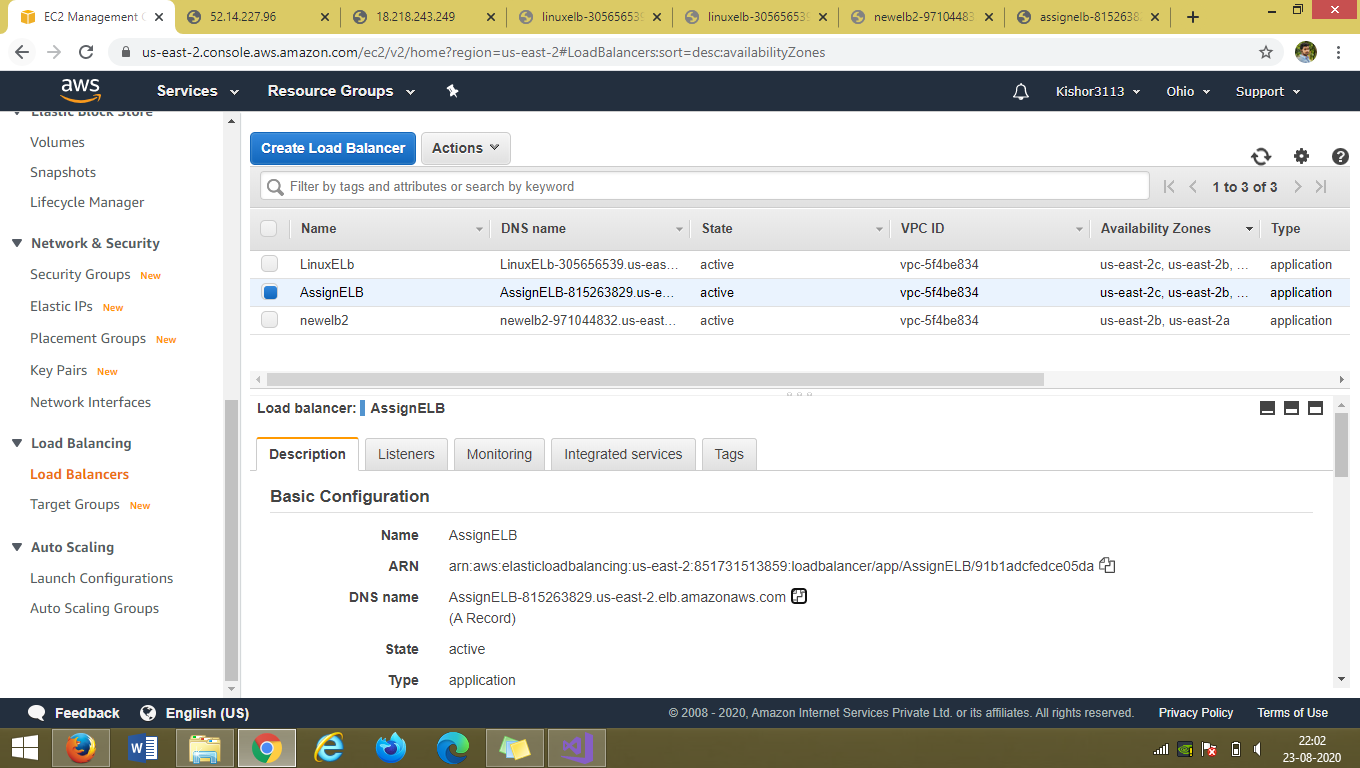 EC2 Management C
52.14.227.96
18.218.243.249
linuxelb-305656539
linuxelb-305656539
newelb2-97104483
assignelb-81526382
us-east-2.console.aws.amazon.com/ec2/v2/home?region=us-east-2#LoadBalancers:sort=desc:availabilityZones
aws
Services
Resource Groups
Kishor3113
Ohio
Support
Elastic Block Store
Volumes
Snapshots
Lifecycle Manager
Network & Security
Security Groups New
Elastic IPs New
Placement Groups New
Key Pairs New
Network Interfaces
Load Balancing
Load Balancers
Target Groups New
Auto Scaling
Launch Configurations
Auto Scaling Groups
Create Load Balancer Actions
Filter by tags and attributes or search by keyword
1 to 3 of 3
Name DNS name State VPC ID Availability Zones Type
LinuxELb LinuxELb-305656539.us-eas... active vpc-5f4be834 us-east-2c, us-east-2b, ... application
AssignELB AssignELB-815263829.us-e... active vpc-5f4be834 us-east-2c, us-east-2b, ... application
newelb2 newelb2-971044832.us-east... active vpc-5f4be834 us-east-2b, us-east-2a application
Load balancer: AssignELB
Description Listeners Monitoring Integrated services Tags
Basic Configuration
Name AssignELB
ARN arn:aws:elasticloadbalancing:us-east-2:851731513859:loadbalancer/app/AssignELB/91b1adcfedce05da
DNS name AssignELB-815263829.us-east-2.elb.amazonaws.com
(A Record)
State active
Type application
Feedback English (US) © 2008 - 2020, Amazon Internet Services Private Ltd. or its affiliates. All rights reserved. Privacy Policy Terms of Use
22:02
23-08-2020